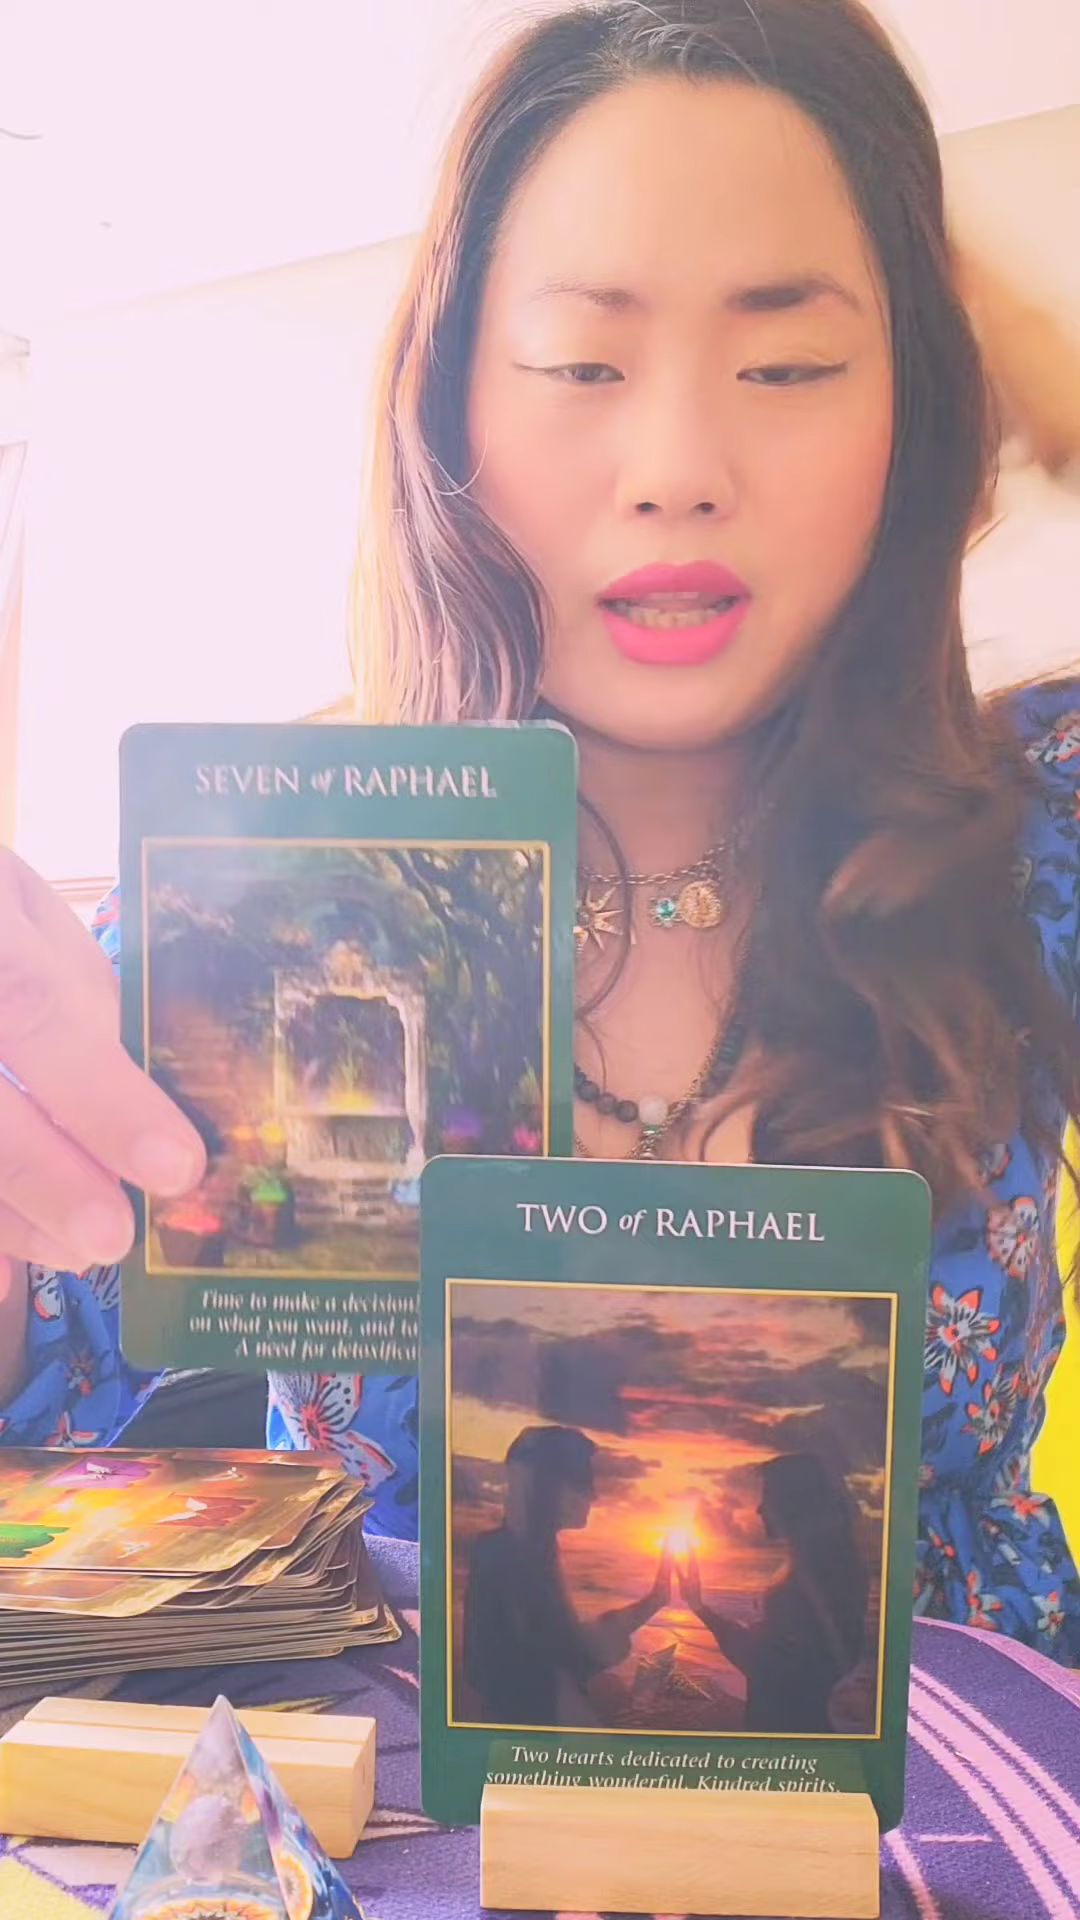 SEVEN of RAPHAEL
Time to make a decision
on what you want, and ta
A need for detoxifica
TWO of RAPHAEL
Two hearts dedicated to creating
something wonderful. Kindred spirits.